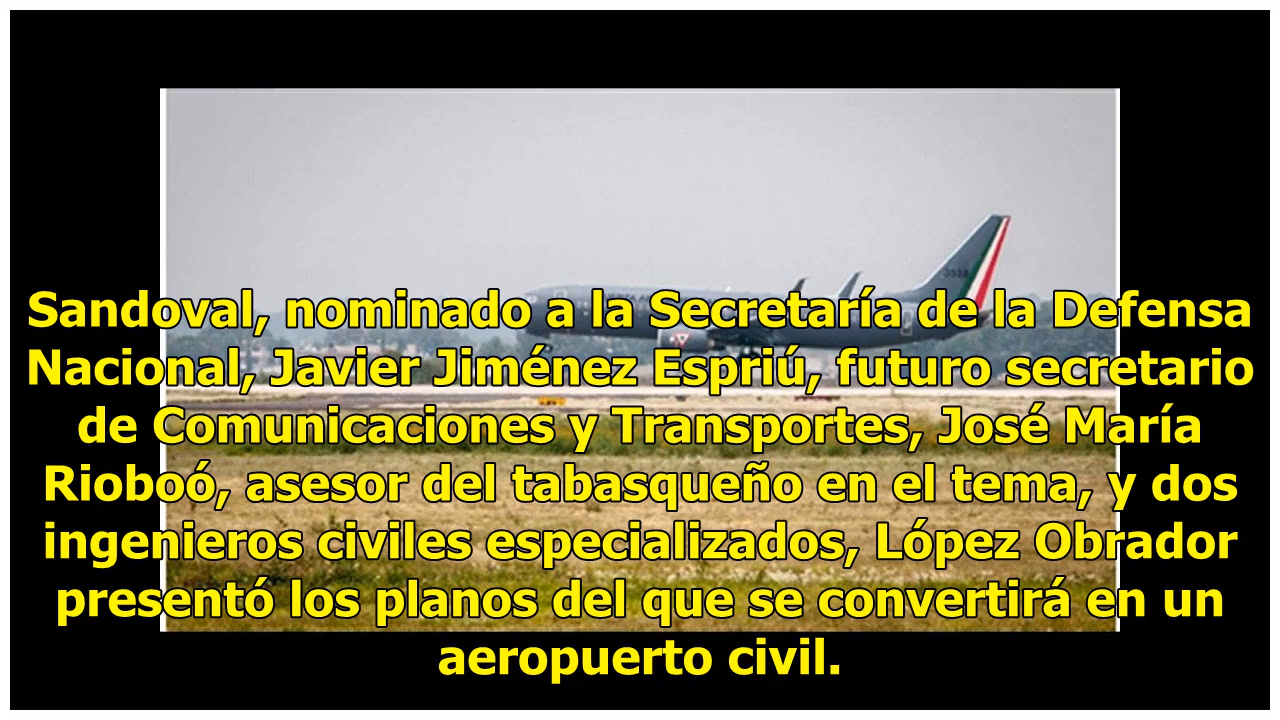 3528
Sandoval, nominado a la Secretaría de la Defensa
Nacional, Javier Jiménez Espriú, futuro secretario
de Comunicaciones y Transportes, José María
Rioboó, asesor del tabasqueño en el tema, y dos
ingenieros civiles especializados, López Obrador
presentó los planos del que se convertirá en un
aeropuerto civil.